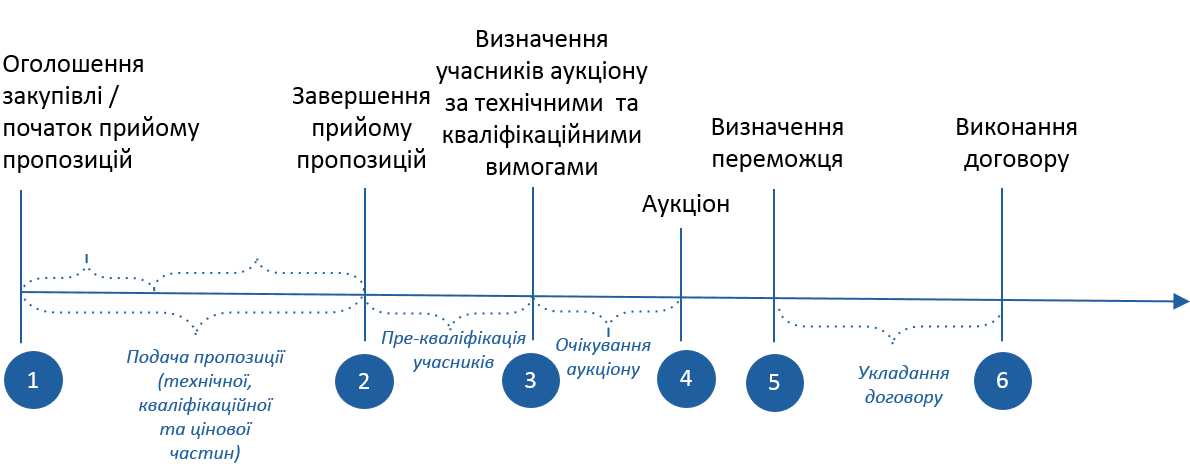 Оголошення
закупівлі /
початок прийому
пропозицій
Завершення
прийому
пропозицій
Визначення
учасників аукціону
за технічними та
кваліфікаційними
вимогами
Аукціон
Визначення
переможця
Виконання
договору
1
Подача пропозиції
(технічної,
кваліфікаційної
та цінової
частин)
2
Пре-кваліфікація
учасників
3
Очікування
аукціону
4
5
Укладання
договору
6